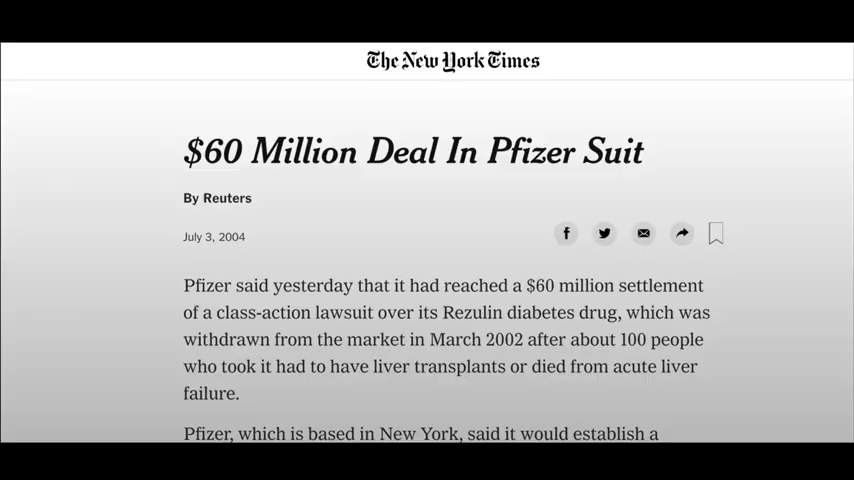 The New York Times
$60 Million Deal In Pfizer Suit
By Reuters
July 3, 2004
Pfizer said yesterday that it had reached a $60 million settlement
of a class-action lawsuit over its Rezulin diabetes drug, which was
withdrawn from the market in March 2002 after about 100 people
who took it had to have liver transplants or died from acute liver
failure.
Pfizer, which is based in New York, said it would establish a